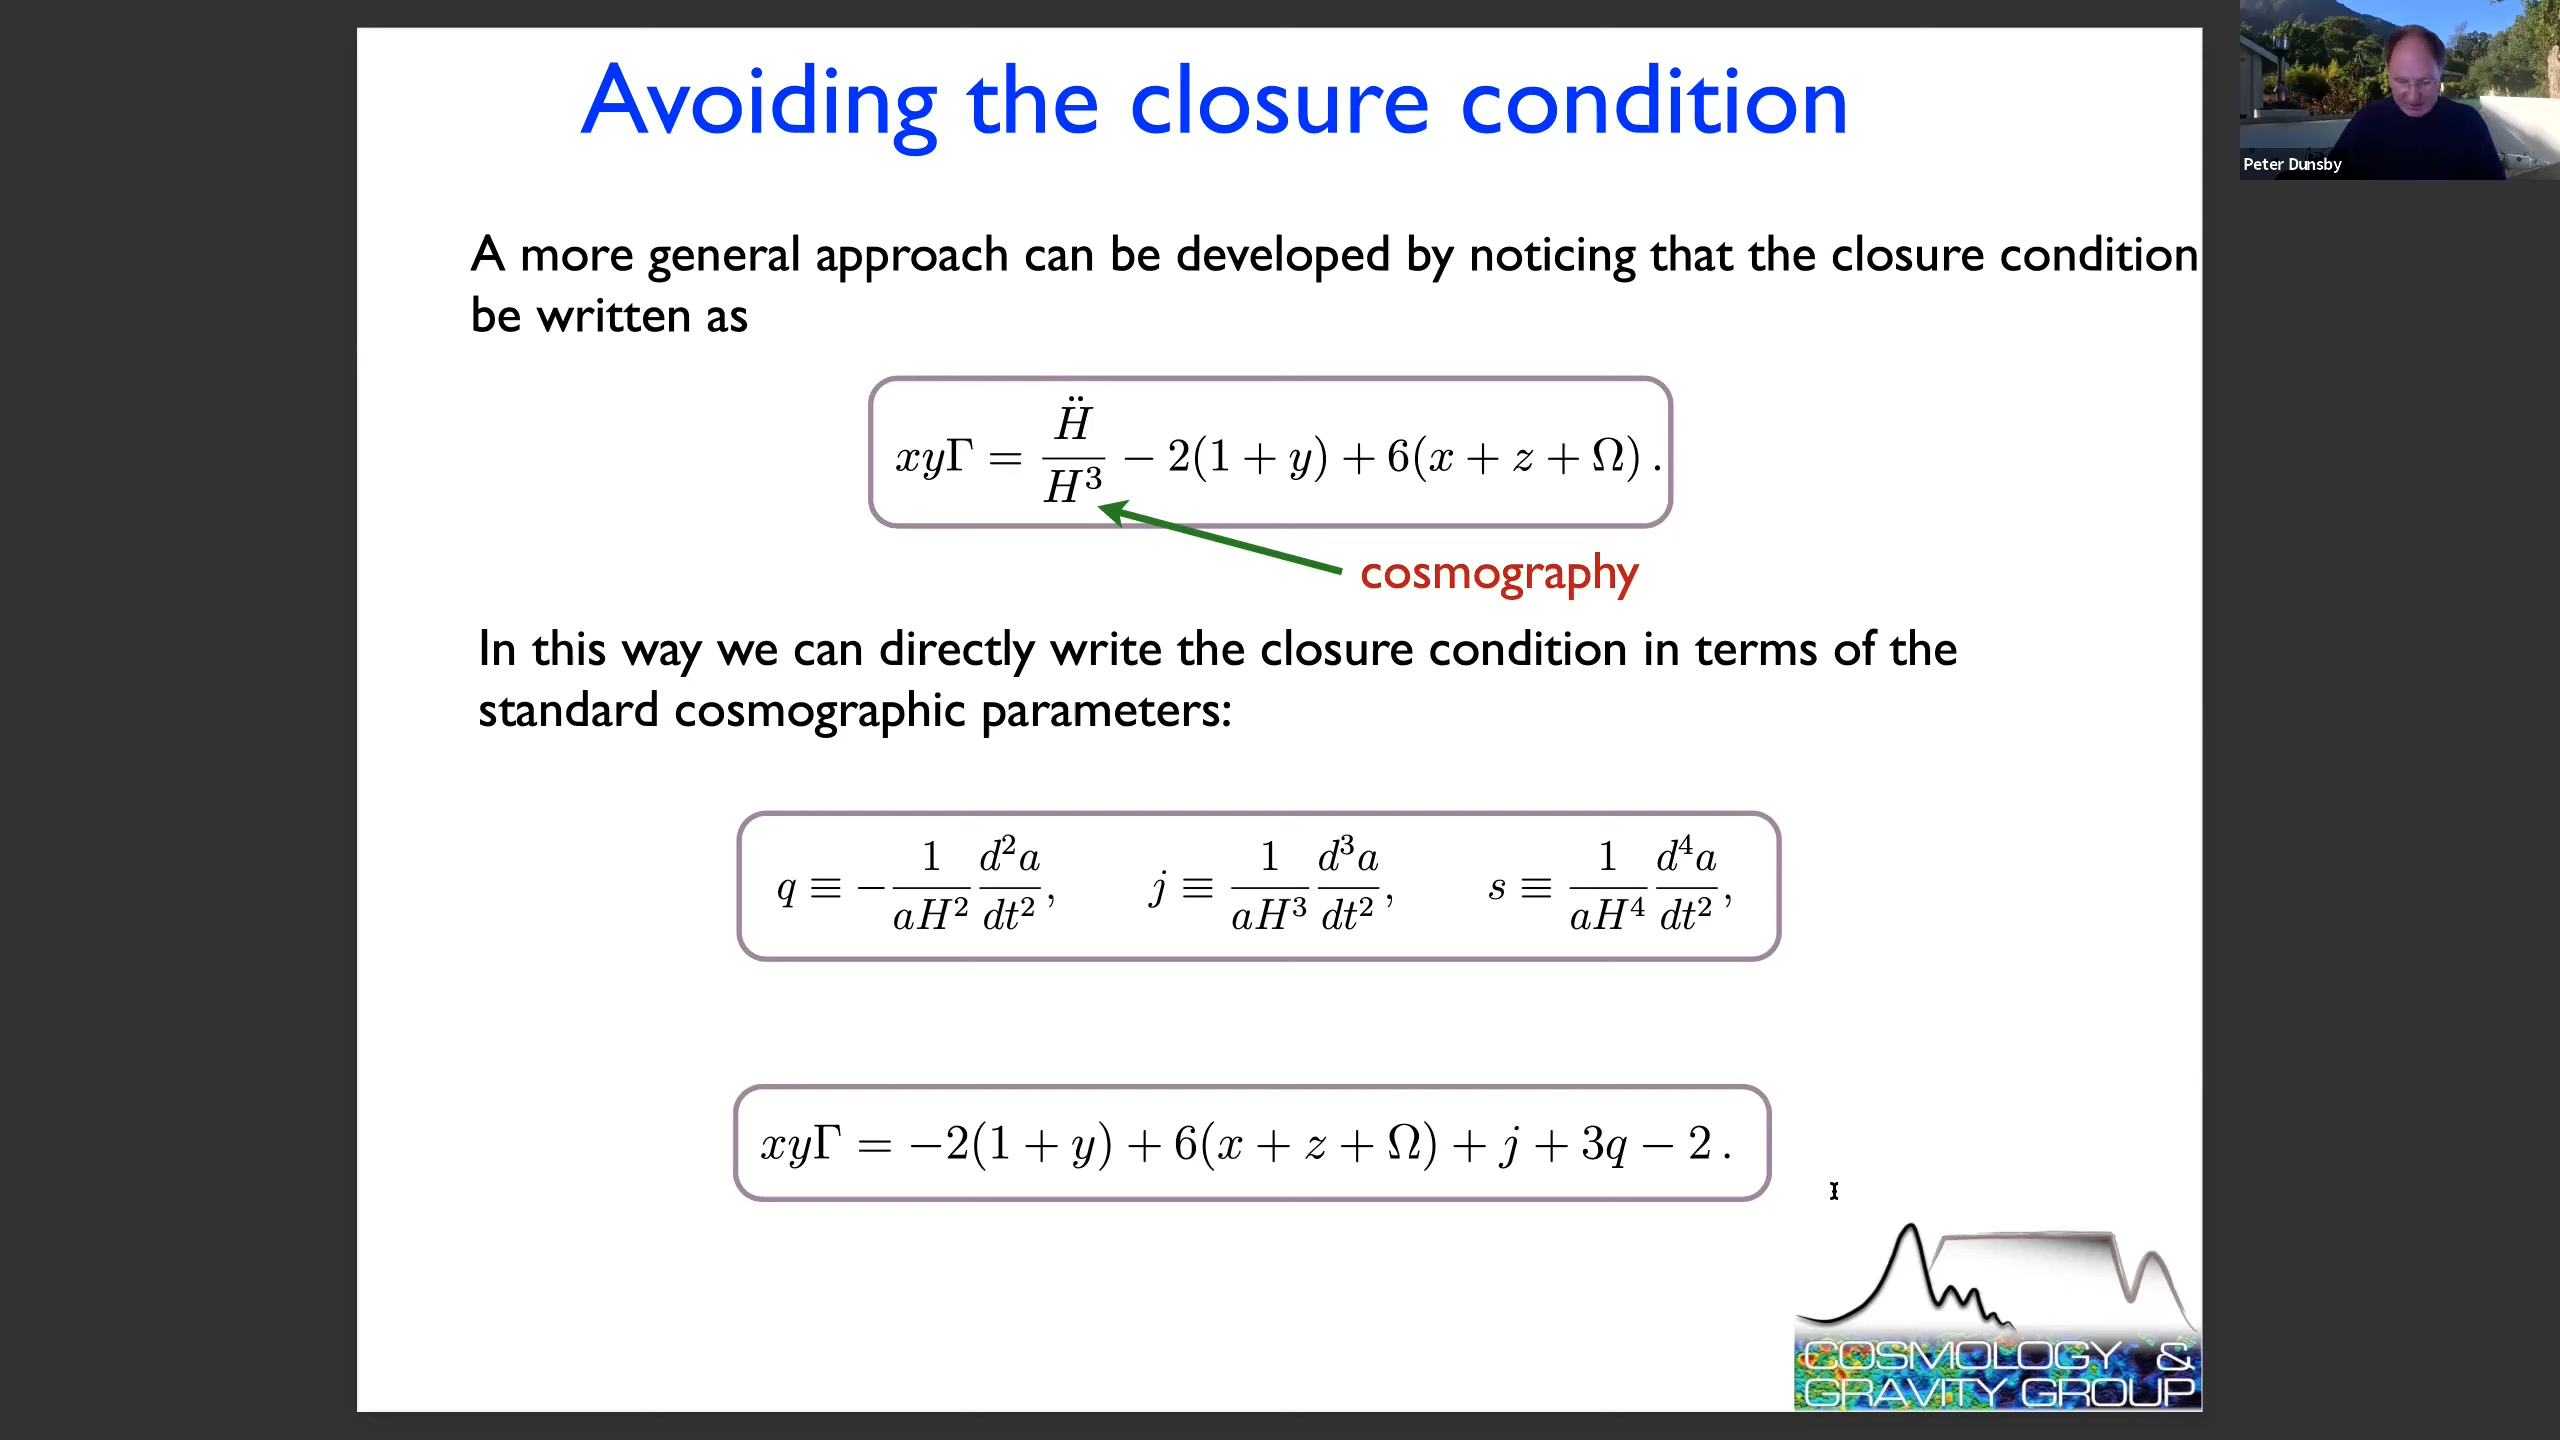 Avoiding the closure condition
Peter Dunsby
A more general approach can be developed by noticing that the closure condition
be written as
xyΓ = Ḧ/H³ − 2(1 + y) + 6(x + z + Ω) .
cosmography
In this way we can directly write the closure condition in terms of the
standard cosmographic parameters:
q ≡ −1/(aH²) d²a/dt², j ≡ 1/(aH³) d³a/dt², s ≡ 1/(aH⁴) d⁴a/dt²,
xyΓ = −2(1 + y) + 6(x + z + Ω) + j + 3q − 2 .
COSMOLOGY &
GRAVITY GROUP